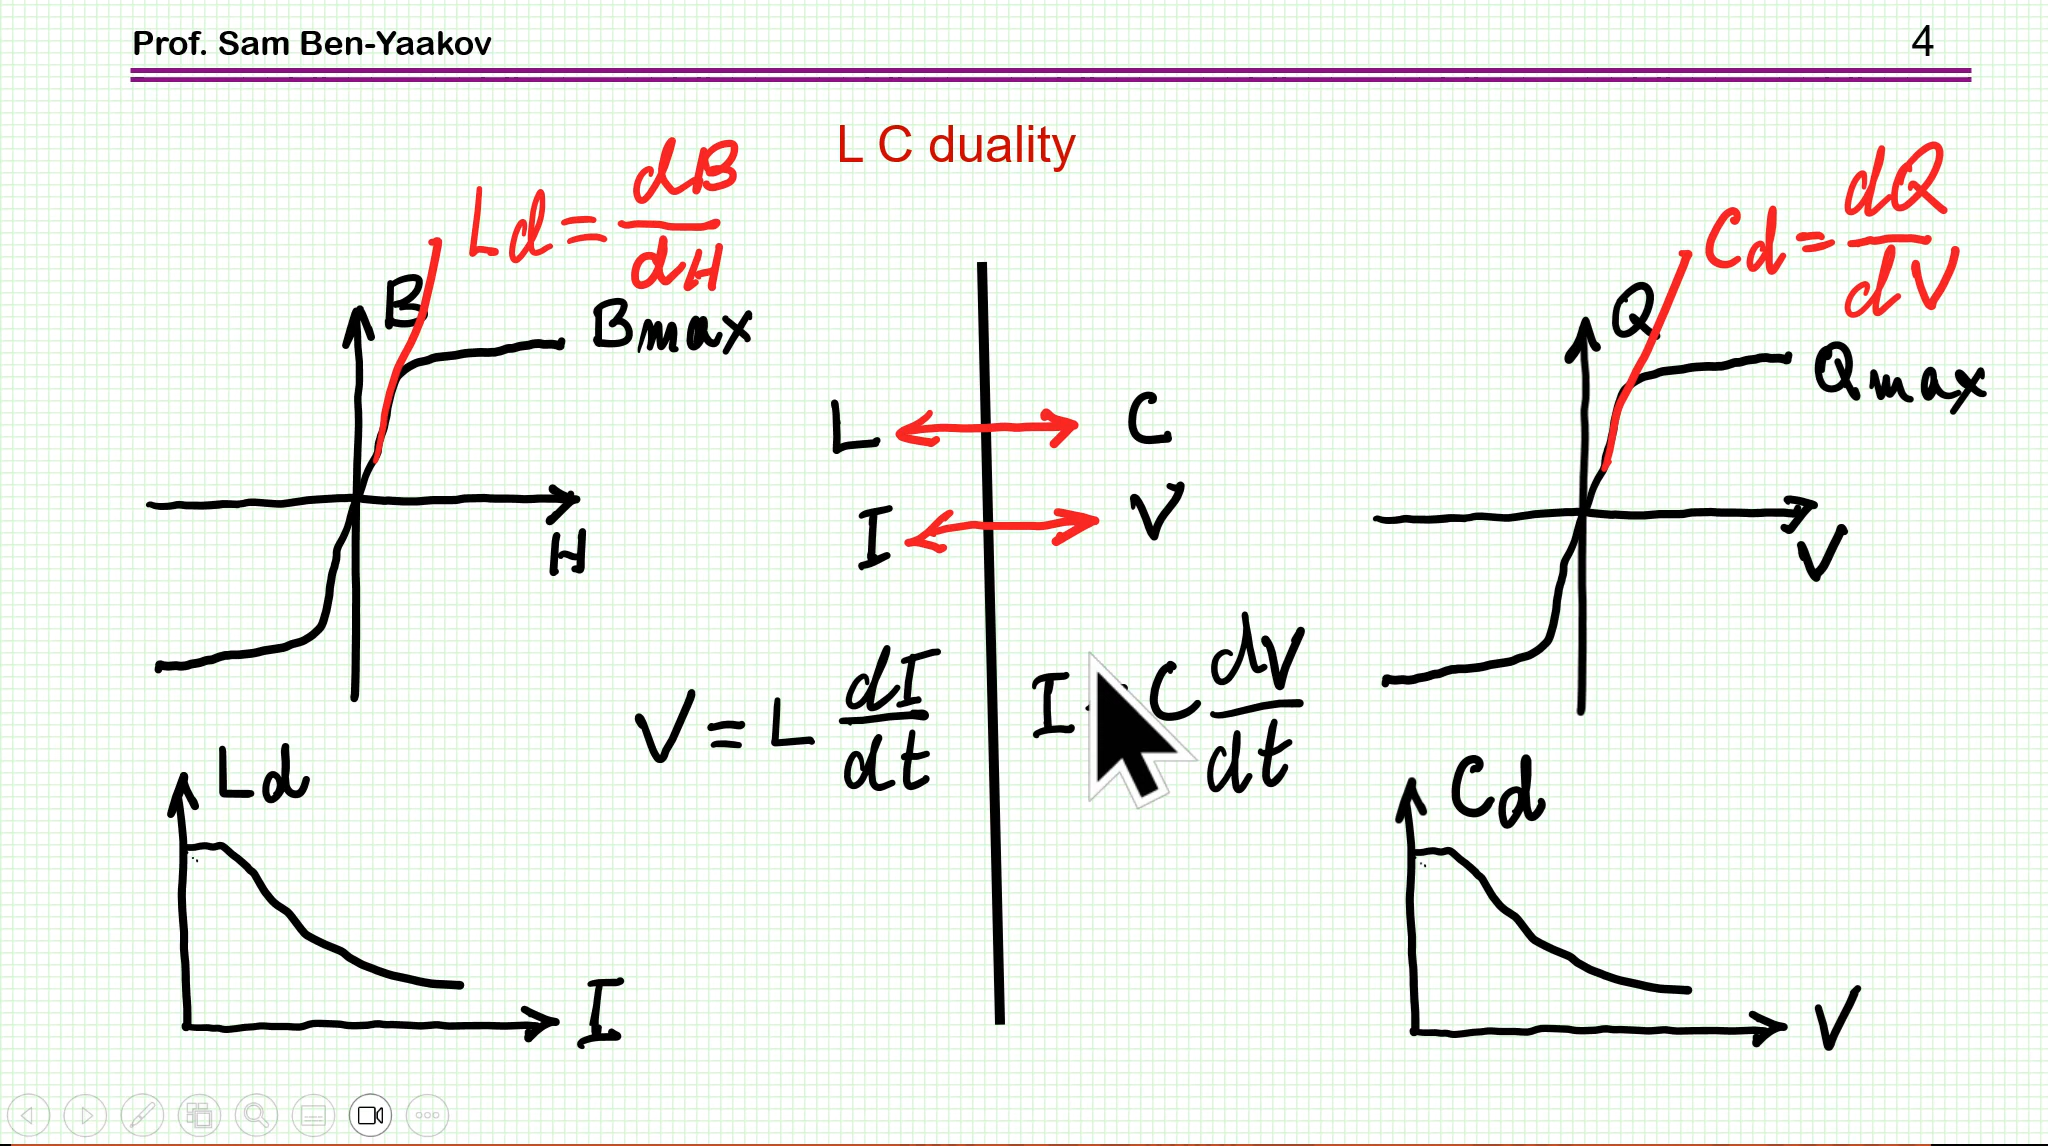 Prof. Sam Ben-Yaakov
4
L C duality
Ld = dB/dH
B
Bmax
H
L
C
I
V
V = L dI/dt
I C dV/dt
Ld
I
Cd = dQ/dV
Q
Qmax
V
Cd
V